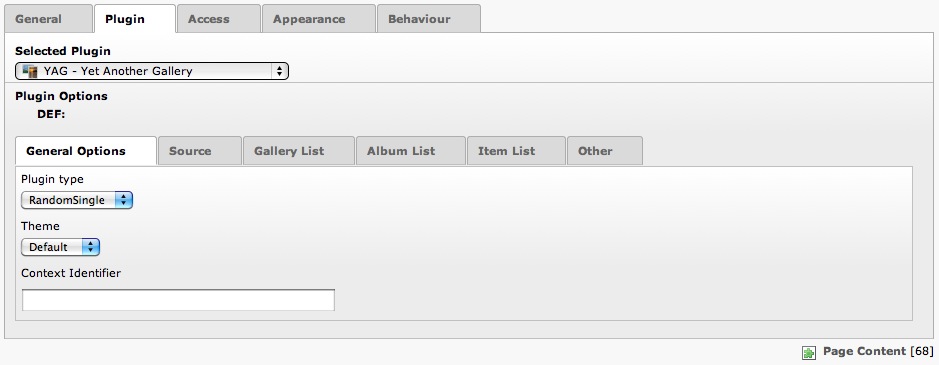 General Plugin Access Appearance Behaviour
Selected Plugin
YAG - Yet Another Gallery
Plugin Options
DEF:
General Options Source Gallery List Album List Item List Other
Plugin type
RandomSingle
Theme
Default
Context Identifier
Page Content [68]